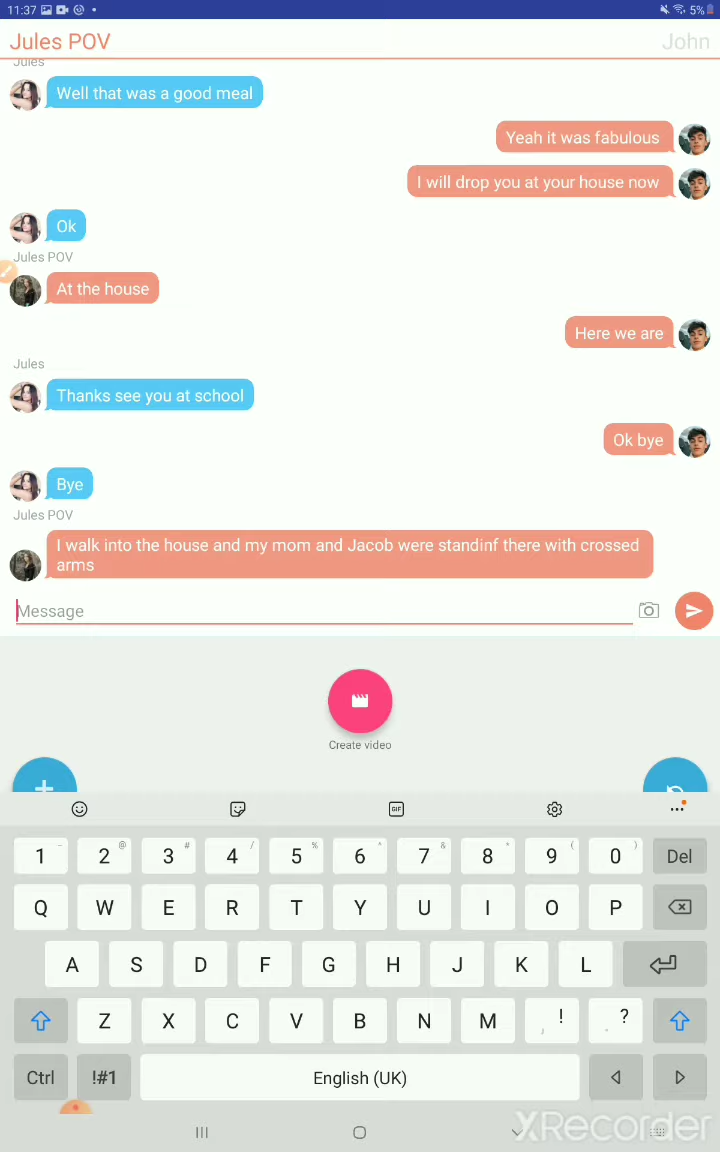 11:37
5%
Jules POV
John
Jules
Well that was a good meal
Yeah it was fabulous
I will drop you at your house now
Ok
Jules POV
At the house
Here we are
Jules
Thanks see you at school
Ok bye
Bye
Jules POV
I walk into the house and my mom and Jacob were standinf there with crossed
arms
Message
Create video
GIF
1 - 2 @ 3 # 4 / 5 % 6 ^ 7 & 8 * 9 ( 0 ) Del
Q W E R T Y U I O P
A S D F G H J K L
Z X C V B N M , ! . ?
Ctrl !#1 English (UK)
XRecorder